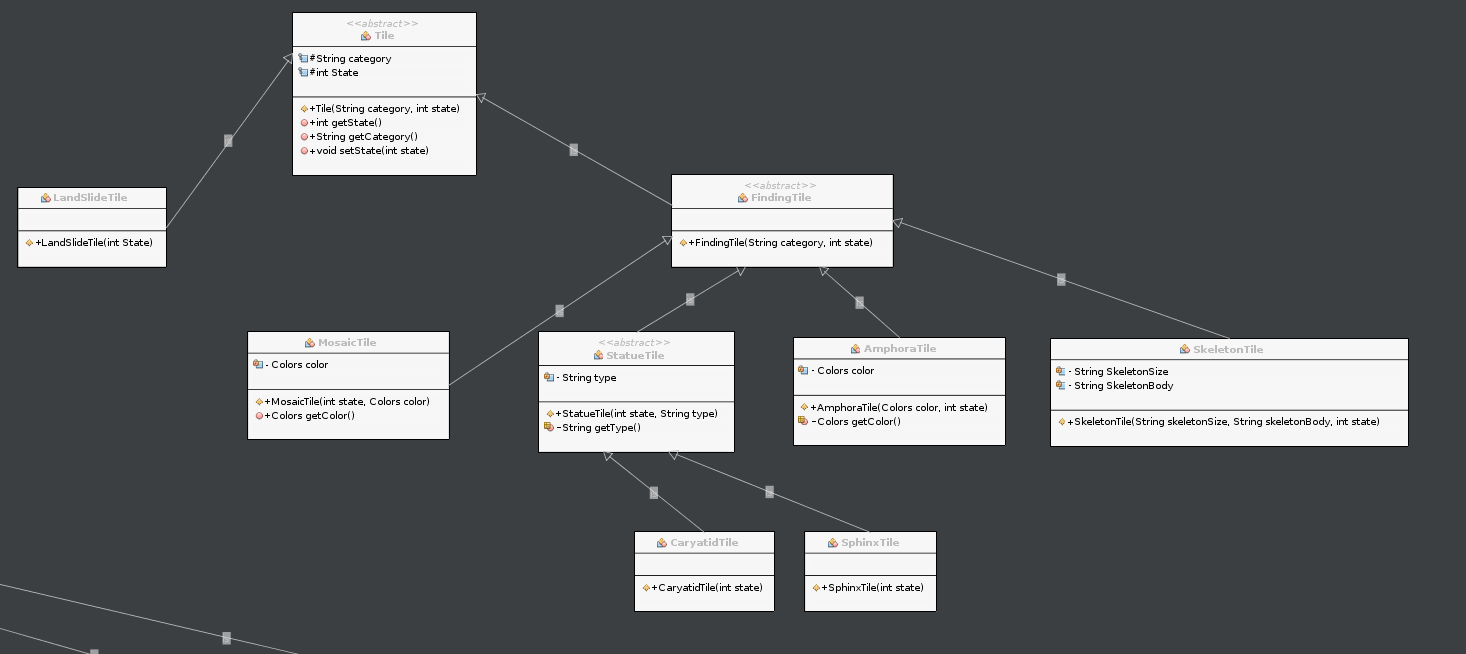 <<abstract>>
Tile
#String category
#int State
+Tile(String category, int state)
+int getState()
+String getCategory()
+void setState(int state)
LandSlideTile
+LandSlideTile(int State)
<<abstract>>
FindingTile
+FindingTile(String category, int state)
MosaicTile
- Colors color
+MosaicTile(int state, Colors color)
+Colors getColor()
<<abstract>>
StatueTile
- String type
+StatueTile(int state, String type)
-String getType()
AmphoraTile
- Colors color
+AmphoraTile(Colors color, int state)
-Colors getColor()
SkeletonTile
- String SkeletonSize
- String SkeletonBody
+SkeletonTile(String skeletonSize, String skeletonBody, int state)
CaryatidTile
+CaryatidTile(int state)
SphinxTile
+SphinxTile(int state)